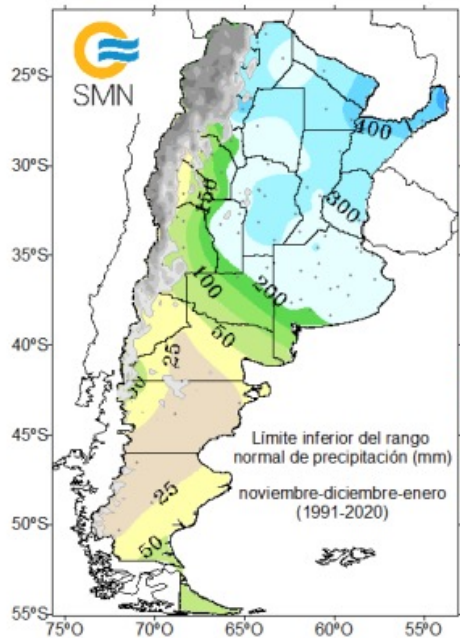 SMN
25°S
30°S
35°S
40°S
45°S
50°S
55°S
75°O
70°O
65°O
60°O
55°O
400
300
150
200
100
50
25
50
25
50
Límite inferior del rango
normal de precipitación (mm)
noviembre-diciembre-enero
(1991-2020)